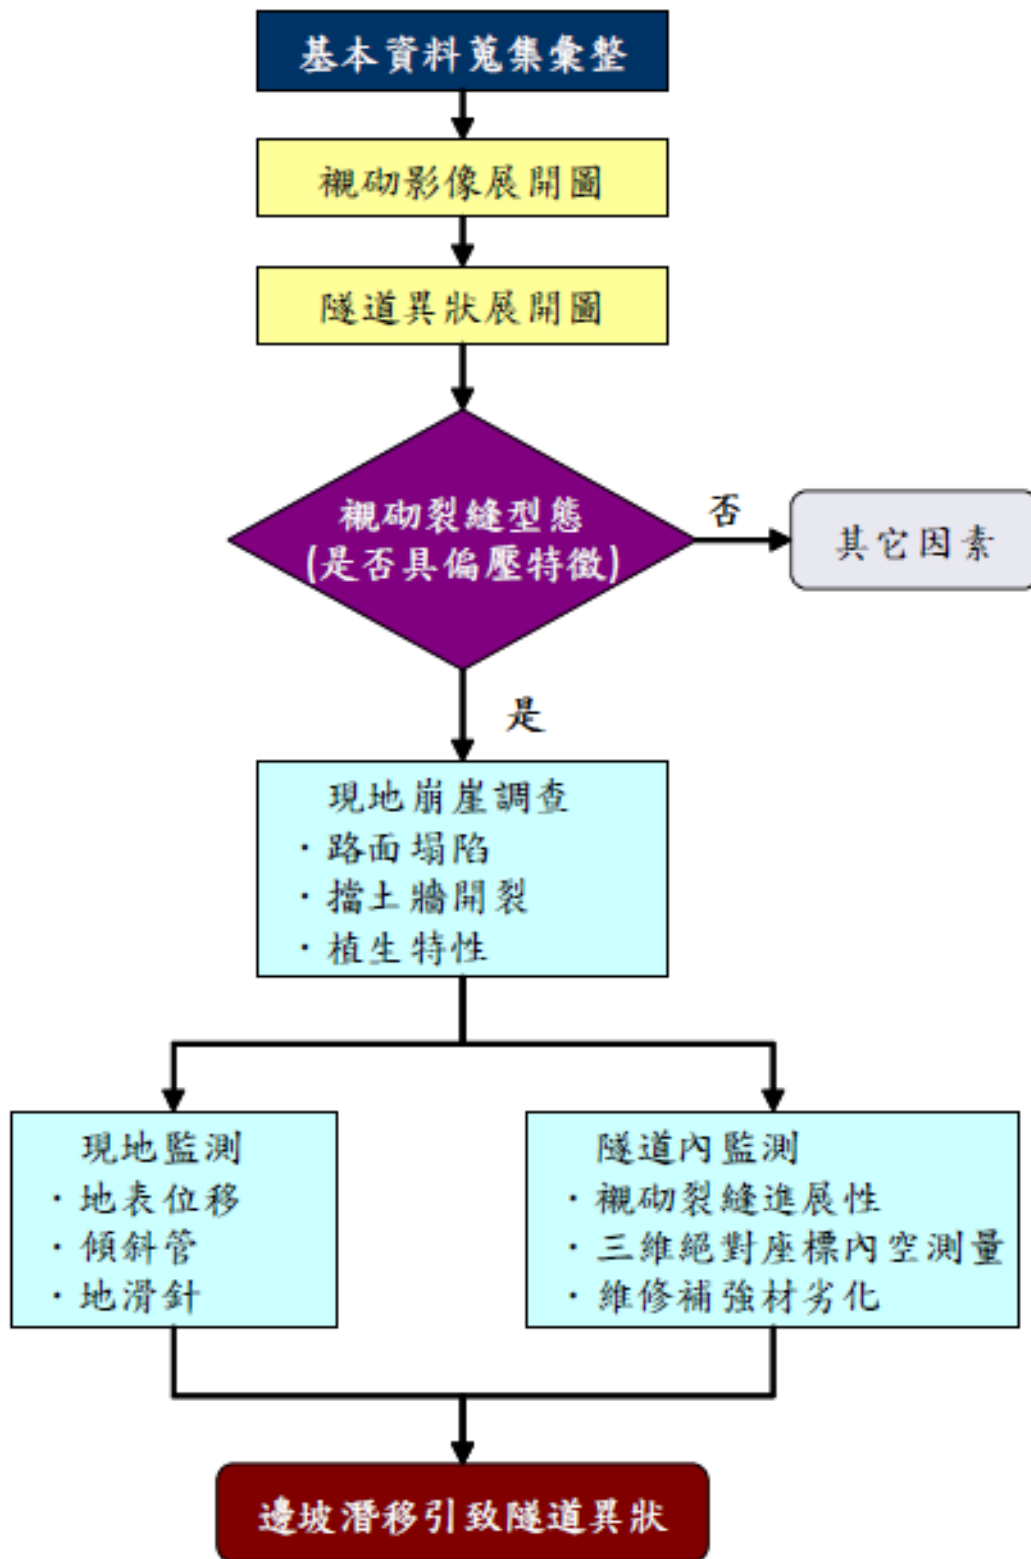 基本資料蒐集彙整
襯砌影像展開圖
隧道異狀展開圖
襯砌裂縫型態
(是否具偏壓特徵)
否
其它因素
是
現地崩崖調查
·路面塌陷
·擋土牆開裂
·植生特性
現地監測
·地表位移
·傾斜管
·地滑針
隧道內監測
·襯砌裂縫進展性
·三維絕對座標內空測量
·維修補強材劣化
邊坡潛移引致隧道異狀